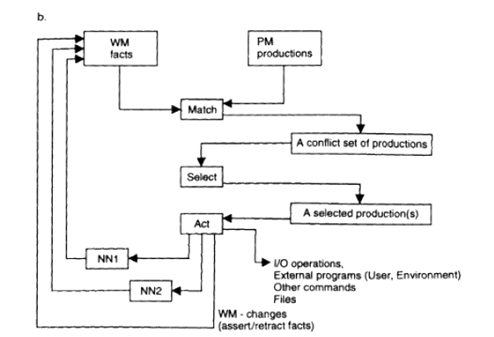 b.
WM
facts
PM
productions
Match
A conflict set of productions
Select
A selected production(s)
Act
NN1
NN2
I/O operations,
External programs (User, Environment)
Other commands
Files
WM - changes
(assert/retract facts)